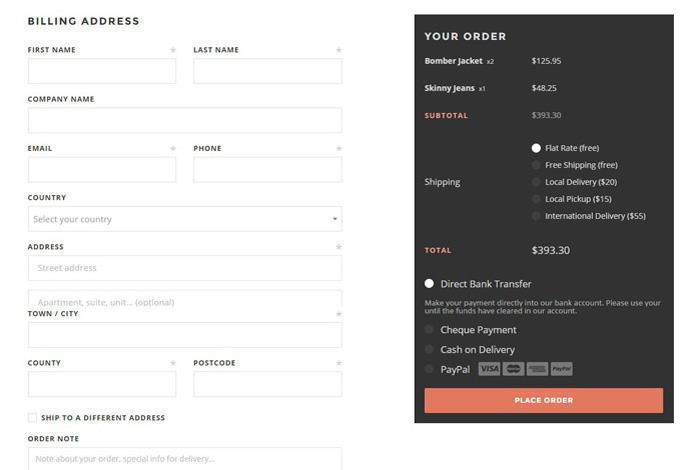 BILLING ADDRESS
FIRST NAME *
LAST NAME *
COMPANY NAME
EMAIL *
PHONE *
COUNTRY
Select your country
ADDRESS *
Street address
Apartment, suite, unit... (optional)
TOWN / CITY *
COUNTY *
POSTCODE *
SHIP TO A DIFFERENT ADDRESS
ORDER NOTE
Note about your order, special info for delivery...
YOUR ORDER
Bomber Jacket x2 $125.95
Skinny Jeans x1 $48.25
SUBTOTAL $393.30
Shipping
Flat Rate (free)
Free Shipping (free)
Local Delivery ($20)
Local Pickup ($15)
International Delivery ($55)
TOTAL $393.30
Direct Bank Transfer
Make your payment directly into our bank account. Please use your
until the funds have cleared in our account.
Cheque Payment
Cash on Delivery
PayPal VISA PayPal
PLACE ORDER